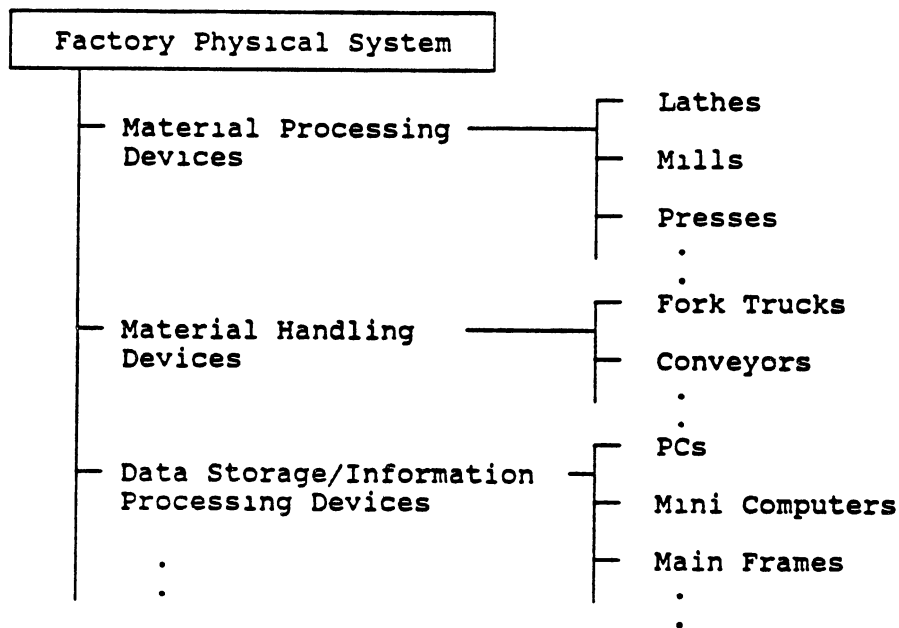 Factory Physical System
Material Processing
Devices
Lathes
Mills
Presses
Material Handling
Devices
Fork Trucks
Conveyors
Data Storage/Information
Processing Devices
PCs
Mini Computers
Main Frames